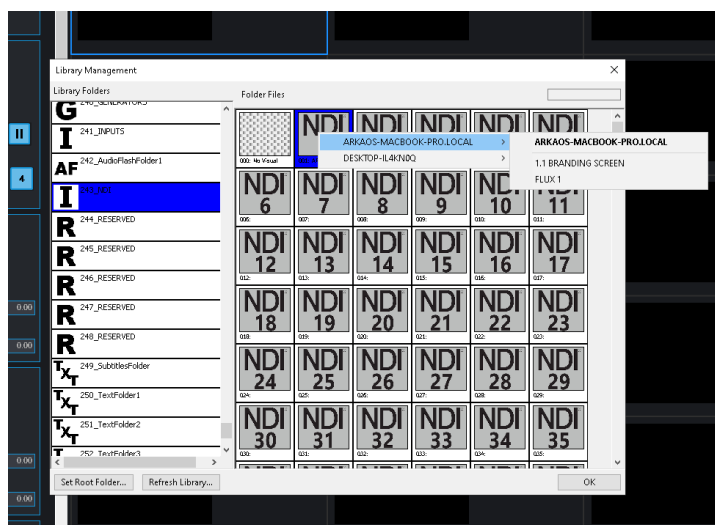 Library Management
Library Folders
Folder Files
G
I 241_INPUTS
AF 242_AudioFlashFolder1
I 243_NDI
R 244_RESERVED
R 245_RESERVED
R 246_RESERVED
R 247_RESERVED
R 248_RESERVED
TXT 249_SubtitlesFolder
TXT 250_TextFolder1
TXT 251_TextFolder2
252_TextFolder3
Set Root Folder...
Refresh Library...
OK
000: No Visual
ARKAOS-MACBOOK-PRO.LOCAL
DESKTOP-IL4KN0Q
ARKAOS-MACBOOK-PRO.LOCAL
1.1 BRANDING SCREEN
FLUX 1
NDI NDI NDI NDI NDI
NDI NDI NDI NDI NDI NDI
6 7 8 9 10 11
006: 007: 008: 009: 010: 011:
NDI NDI NDI NDI NDI NDI
12 13 14 15 16 17
012: 013: 014: 015: 016: 017:
NDI NDI NDI NDI NDI NDI
18 19 20 21 22 23
018: 019: 020: 021: 022: 023:
NDI NDI NDI NDI NDI NDI
24 25 26 27 28 29
024: 025: 026: 027: 028: 029:
NDI NDI NDI NDI NDI NDI
30 31 32 33 34 35
030: 031: 032: 033: 034: 035:
4
0.00
0.00
0.00
0.00